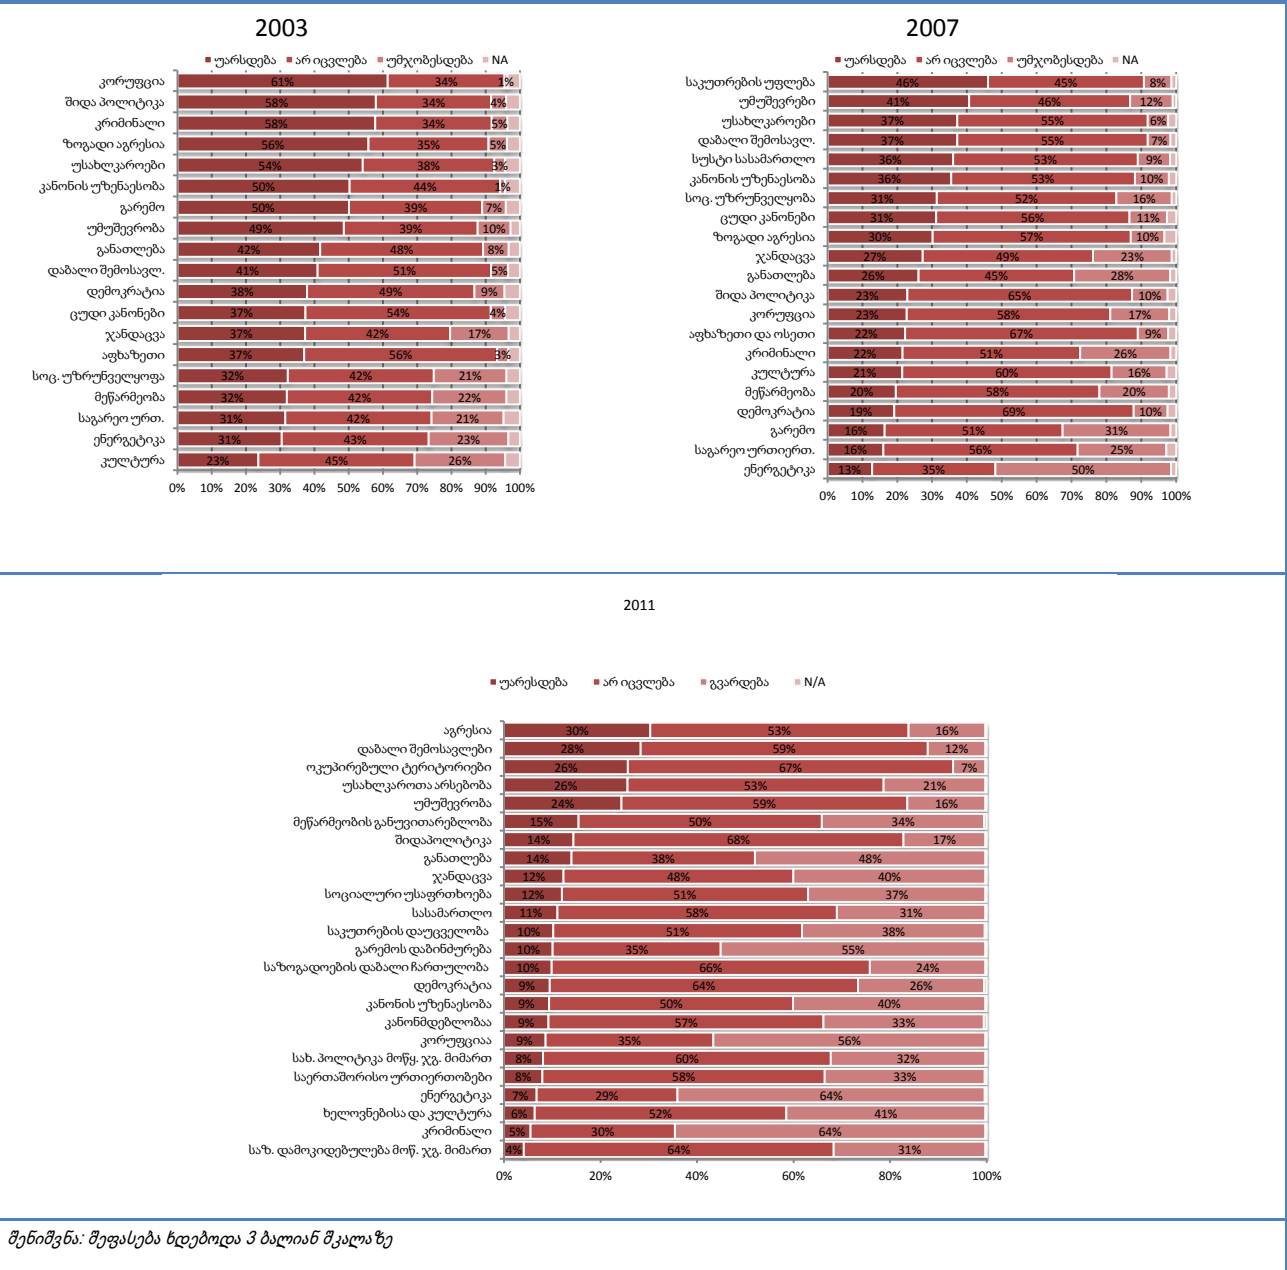 2003
უარსდება არ იცვლება უმჯობესდება NA
კორუფცია 61% 34% 1%
შიდა პოლიტიკა 58% 34% 4%
კრიმინალი 58% 34% 5%
ზოგადი აგრესია 56% 35% 5%
უსახლკაროები 54% 38% 3%
კანონის უზენაესობა 50% 44% 1%
გარემო 50% 39% 7%
უმუშევრობა 49% 39% 10%
განათლება 42% 48% 8%
დაბალი შემოსავლ. 41% 51% 5%
დემოკრატია 38% 49% 9%
ცუდი კანონები 37% 54% 4%
ჯანდაცვა 37% 42% 17%
აფხაზეთი 37% 56% 3%
სოც. უზრუნველყოფა 32% 42% 21%
მეწარმეობა 32% 42% 22%
საგარეო ურთ. 31% 42% 21%
ენერგეტიკა 31% 43% 23%
კულტურა 23% 45% 26%
0% 10% 20% 30% 40% 50% 60% 70% 80% 90% 100%
2007
უარსდება არ იცვლება უმჯობესდება NA
საკუთრების უფლება 46% 45% 8%
უმუშევრები 41% 46% 12%
უსახლკაროები 37% 55% 6%
დაბალი შემოსავლ. 37% 55% 7%
სუსტი სასამართლო 36% 53% 9%
კანონის უზენაესობა 36% 53% 10%
სოც. უზრუნველყობა 31% 52% 16%
ცუდი კანონები 31% 56% 11%
ზოგადი აგრესია 30% 57% 10%
ჯანდაცვა 27% 49% 23%
განათლება 26% 45% 28%
შიდა პოლიტიკა 23% 65% 10%
კორუფცია 23% 58% 17%
აფხაზეთი და ოსეთი 22% 67% 9%
კრიმინალი 22% 51% 26%
კულტურა 21% 60% 16%
მეწარმეობა 20% 58% 20%
დემოკრატია 19% 69% 10%
გარემო 16% 51% 31%
საგარეო ურთიერთ. 16% 56% 25%
ენერგეტიკა 13% 35% 50%
0% 10% 20% 30% 40% 50% 60% 70% 80% 90% 100%
2011
უარესდება არ იცვლება გვარდება N/A
აგრესია 30% 53% 16%
დაბალი შემოსავლები 28% 59% 12%
ოკუპირებული ტერიტორიები 26% 67% 7%
უსახლკაროთა არსებობა 26% 53% 21%
უმუშევრობა 24% 59% 16%
მეწარმეობის განუვითარებლობა 15% 50% 34%
შიდაპოლიტიკა 14% 68% 17%
განათლება 14% 38% 48%
ჯანდაცვა 12% 48% 40%
სოციალური უსაფრთხოება 12% 51% 37%
სასამართლო 11% 58% 31%
საკუთრების დაუცველობა 10% 51% 38%
გარემოს დაბინძურება 10% 35% 55%
საზოგადოების დაბალი ჩართულობა 10% 66% 24%
დემოკრატია 9% 64% 26%
კანონის უზენაესობა 9% 50% 40%
კანონმდებლობაა 9% 57% 33%
კორუფციაა 9% 35% 56%
სახ. პოლიტიკა მოწყ. ჯგ. მიმართ 8% 60% 32%
საერთაშორისო ურთიერთობები 8% 58% 33%
ენერგეტიკა 7% 29% 64%
ხელოვნებისა და კულტურა 6% 52% 41%
კრიმინალი 5% 30% 64%
საზ. დამოკიდებულება მოწ. ჯგ. მიმართ 4% 64% 31%
0% 20% 40% 60% 80% 100%
შენიშვნა: შეფასება ხდებოდა 3 ბალიან შკალაზე